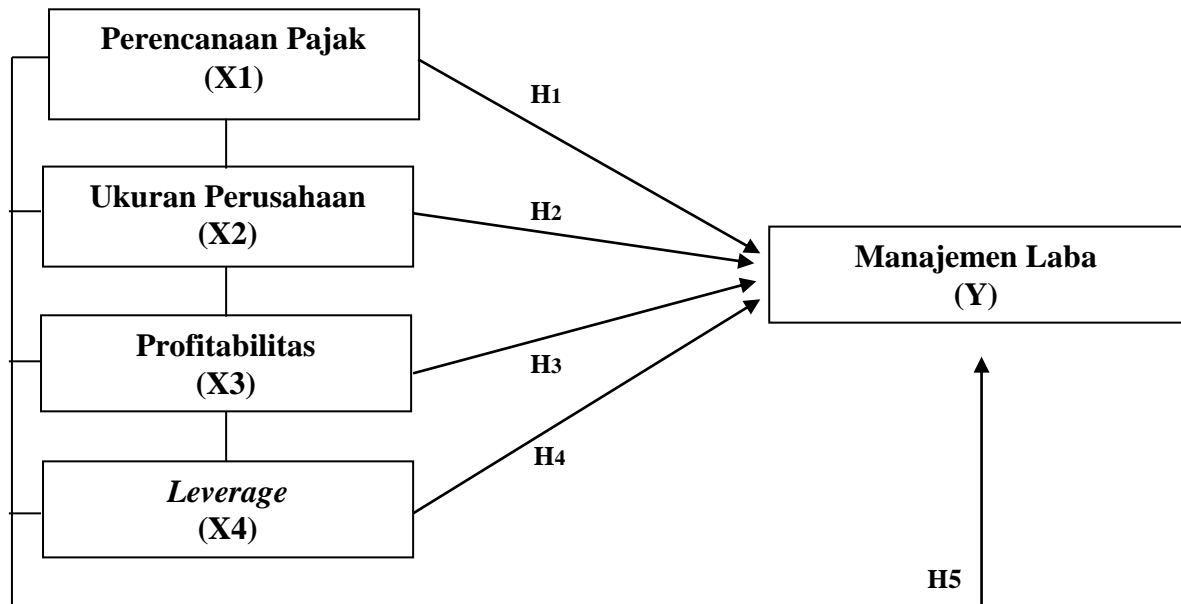 Perencanaan Pajak
(X1)
H1
Ukuran Perusahaan
(X2)
H2
Manajemen Laba
(Y)
Profitabilitas
(X3)
H3
Leverage
(X4)
H4
H5